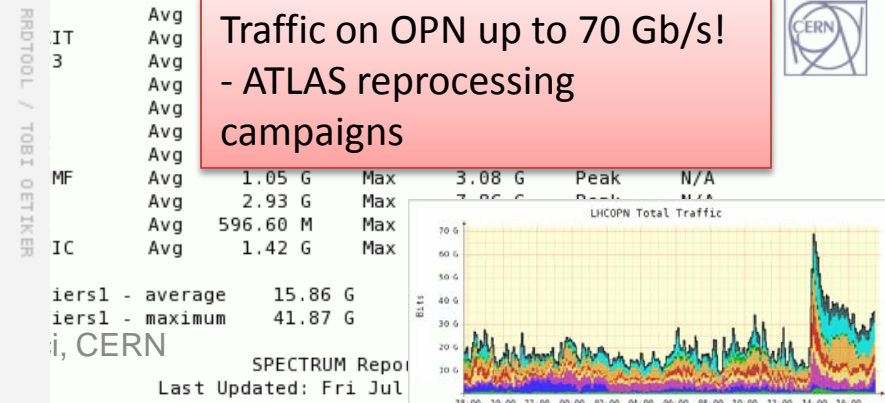 RRDTOOL / TOBI OETIKER
Avg
IT Avg
3 Avg
Avg
Avg
Avg
Avg
MF Avg 1.05 G Max 3.08 G Peak N/A
Avg 2.93 G Max
Avg 596.60 M Max
IC Avg 1.42 G Max
Traffic on OPN up to 70 Gb/s!
- ATLAS reprocessing
campaigns
CERN
iers1 - average 15.86 G
iers1 - maximum 41.87 G
i, CERN
SPECTRUM Repo
Last Updated: Fri Jul
LHCOPN Total Traffic
Bits
70 G
60 G
50 G
40 G
30 G
20 G
10 G